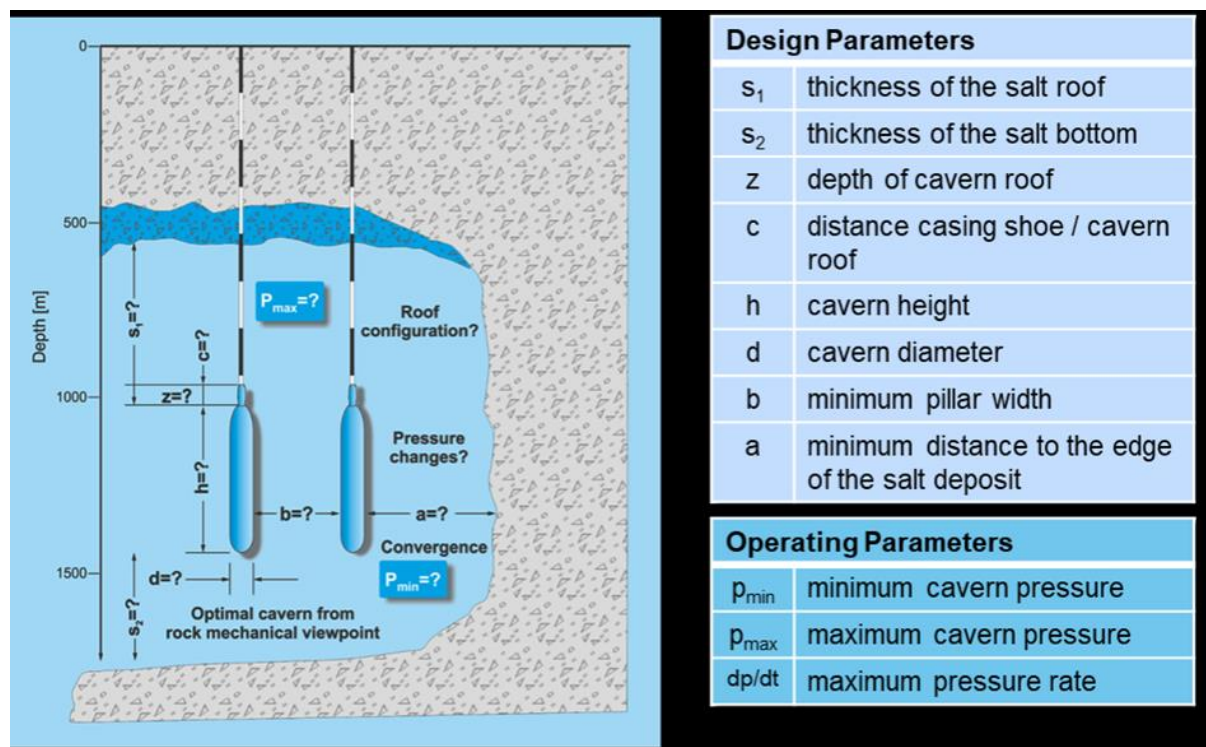 0
500
Depth [m]
1000
1500
s₁=?
c=?
z=?
h=?
b=?
a=?
d=?
s₂=?
Pmax=?
Roof
configuration?
Pressure
changes?
Convergence
Pmin=?
Optimal cavern from
rock mechanical viewpoint
Design Parameters
s₁ thickness of the salt roof
s₂ thickness of the salt bottom
z depth of cavern roof
c distance casing shoe / cavern
roof
h cavern height
d cavern diameter
b minimum pillar width
a minimum distance to the edge
of the salt deposit
Operating Parameters
pmin minimum cavern pressure
pmax maximum cavern pressure
dp/dt maximum pressure rate